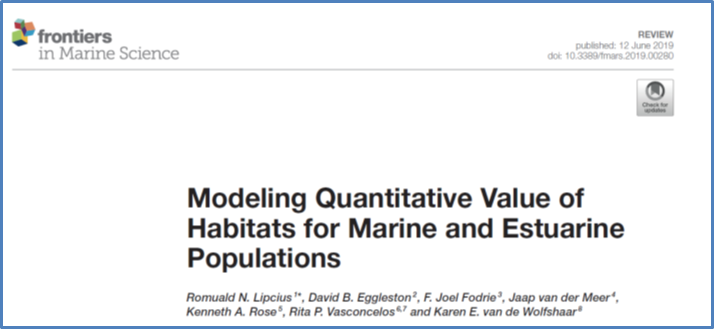 frontiers
in Marine Science
REVIEW
published: 12 June 2019
doi: 10.3389/fmars.2019.00280
Check for
updates
Modeling Quantitative Value of
Habitats for Marine and Estuarine
Populations
Romuald N. Lipcius1*, David B. Eggleston2, F. Joel Fodrie3, Jaap van der Meer4,
Kenneth A. Rose5, Rita P. Vasconcelos6,7 and Karen E. van de Wolfshaar8